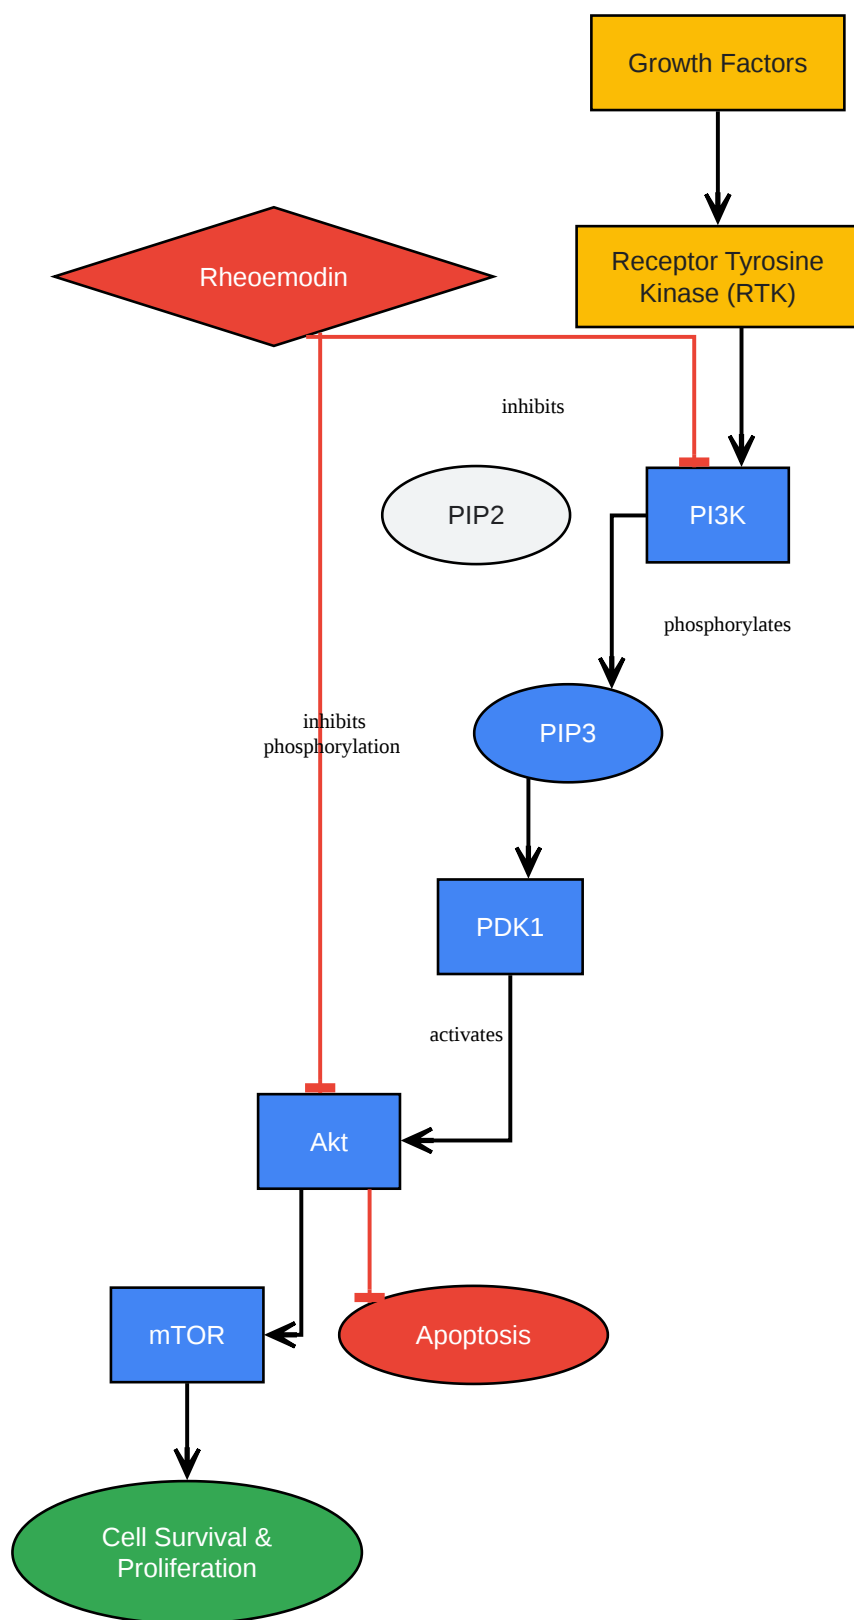 Growth Factors
Rheoemodin
Receptor Tyrosine
Kinase (RTK)
inhibits
PIP2
PI3K
phosphorylates
inhibits
phosphorylation
PIP3
PDK1
activates
Akt
mTOR
Apoptosis
Cell Survival &
Proliferation